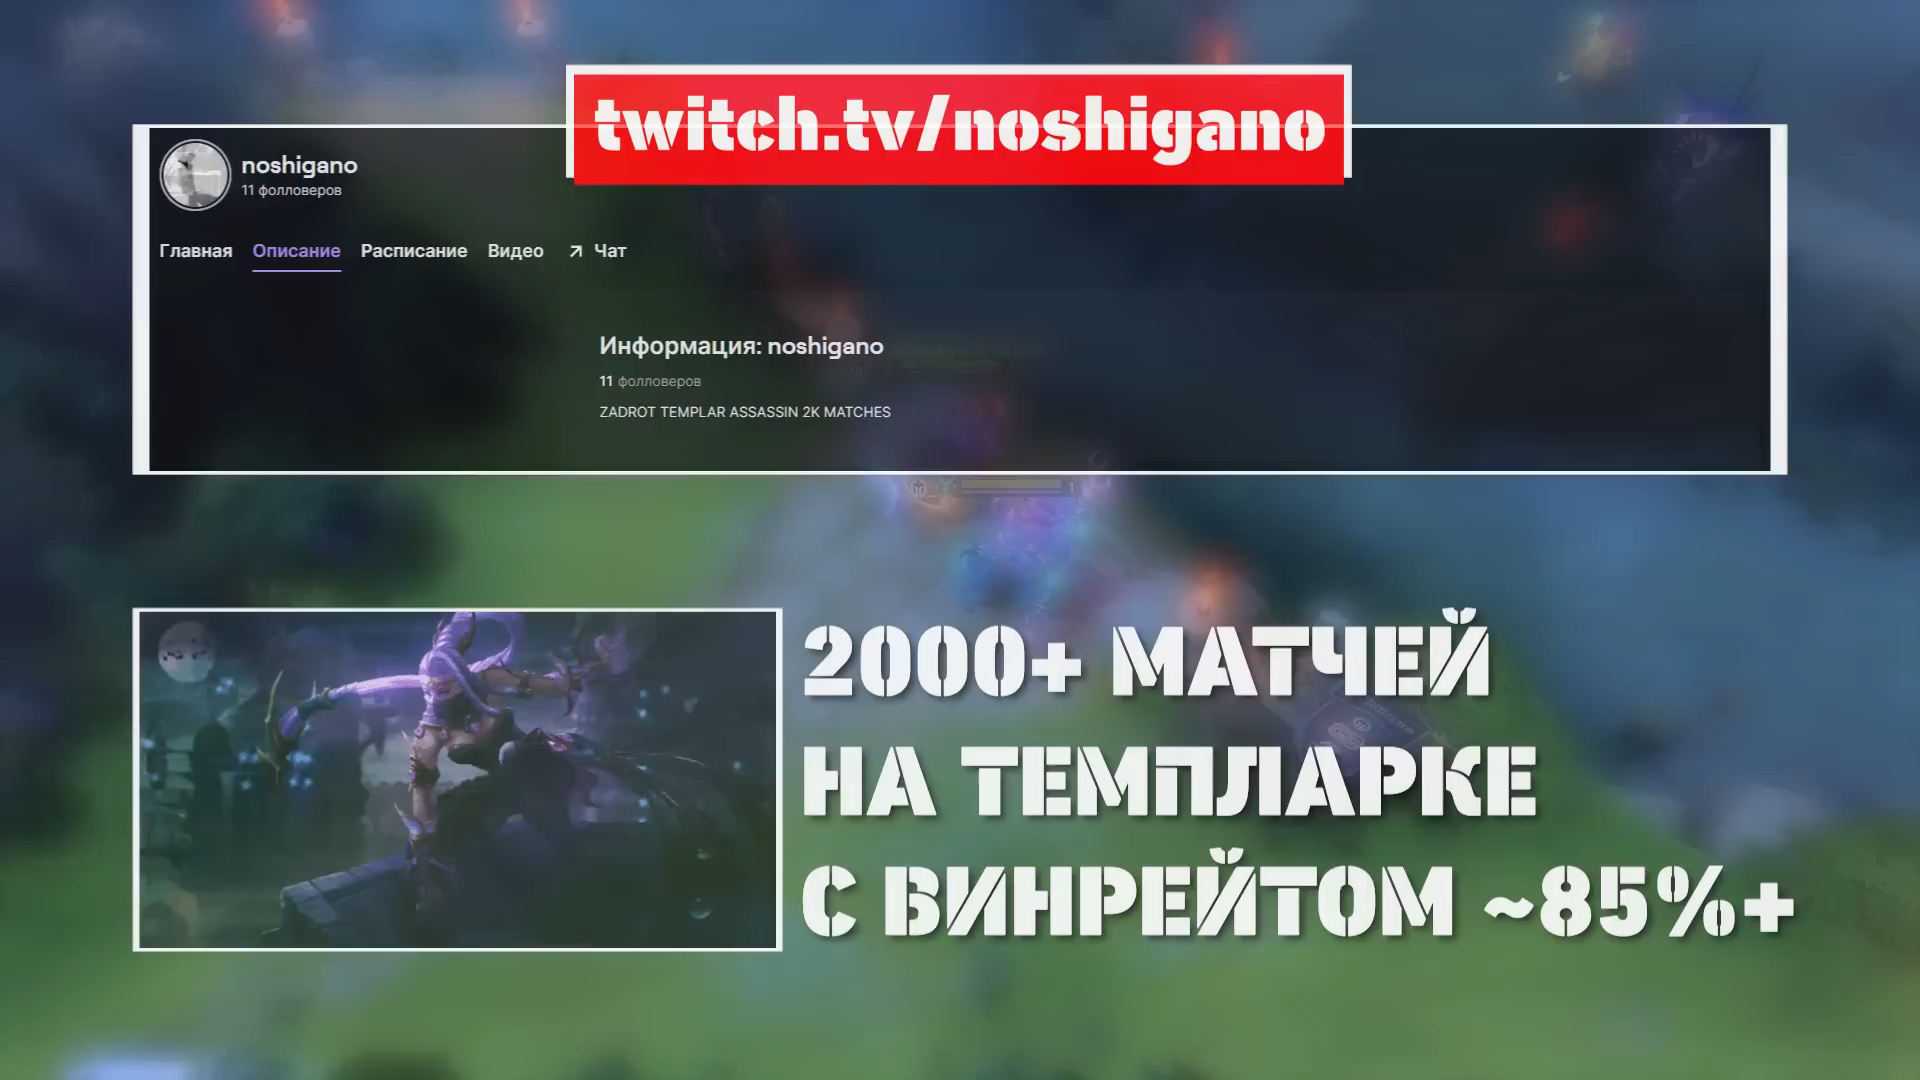 twitch.tv/noshigano
noshigano
11 фолловеров
Главная Описание Расписание Видео Чат
Информация: noshigano
11 фолловеров
ZADROT TEMPLAR ASSASSIN 2K MATCHES
2000+ МАТЧЕЙ
НА ТЕМПЛАРКЕ
С ВИНРЕЙТОМ ~85%+